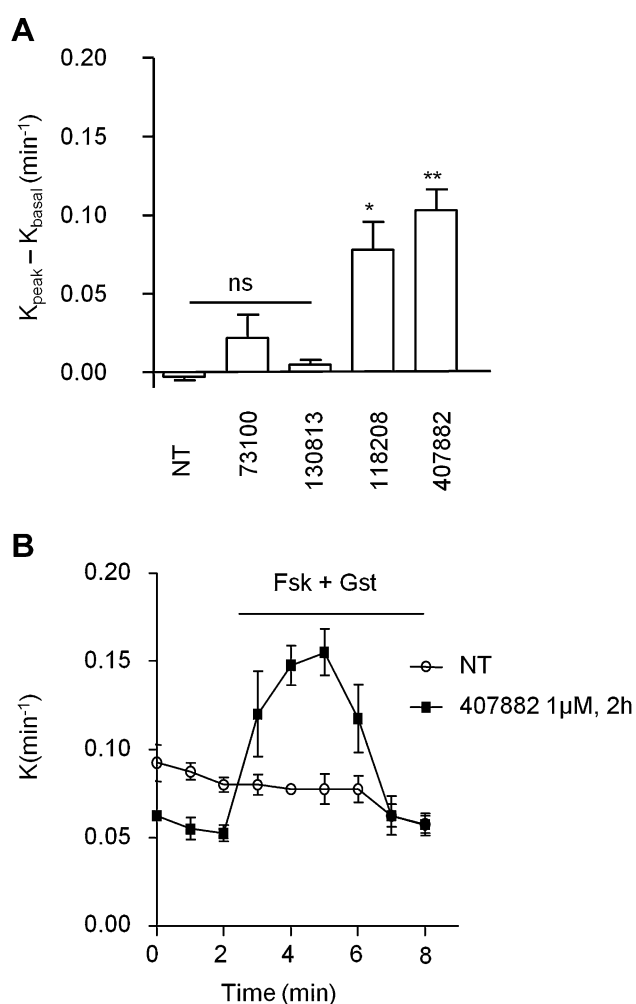 A
0.20
0.15
0.10
0.05
0.00
Kpeak – Kbasal (min-1)
ns
*
**
NT
73100
130813
118208
407882
B
0.20
0.15
0.10
0.05
0.00
K(min-1)
Fsk + Gst
NT
407882 1µM, 2h
0 2 4 6 8
Time (min)